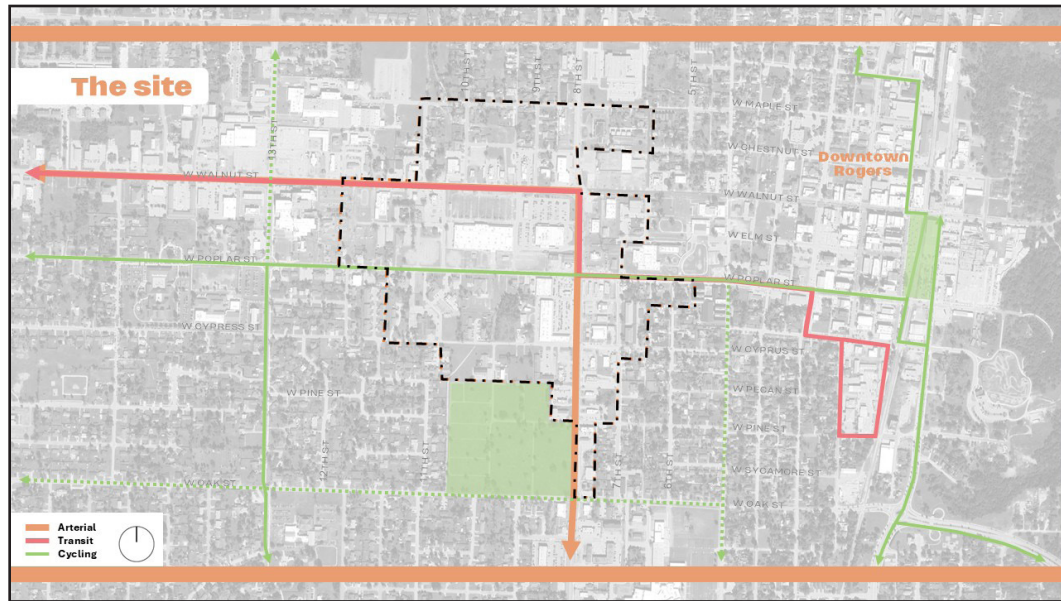 The site
10TH ST
9TH ST
8TH ST
5TH ST
W MAPLE ST
13TH ST
W CHESTNUT ST
Downtown
Rogers
W WALNUT ST
W WALNUT ST
W ELM ST
W POPLAR ST
W POPLAR ST
W CYPRESS ST
W CYPRUS ST
W PINE ST
W PECAN ST
W PINE ST
12TH ST
11TH ST
7TH ST
6TH ST
W SYCAMORE ST
W OAK ST
W OAK ST
Arterial
Transit
Cycling